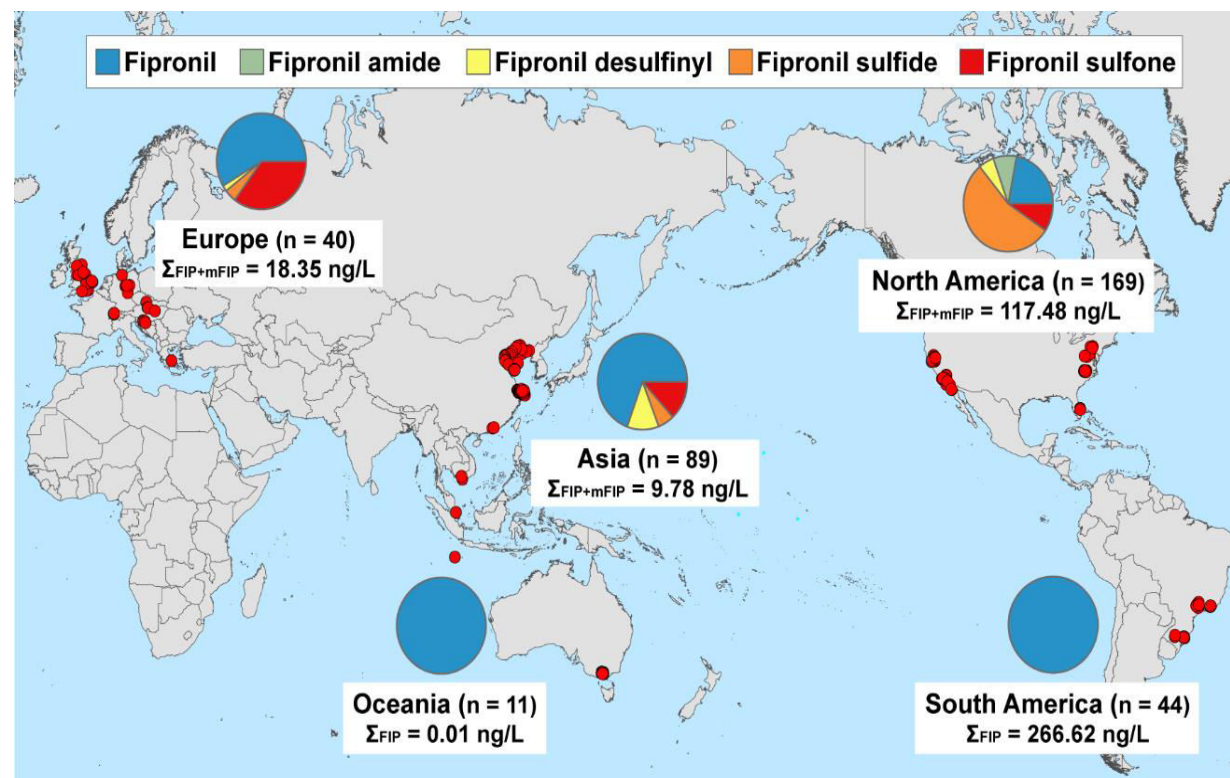 Fipronil Fipronil amide Fipronil desulfinyl Fipronil sulfide Fipronil sulfone
Europe (n = 40)
ΣFIP+mFIP = 18.35 ng/L
North America (n = 169)
ΣFIP+mFIP = 117.48 ng/L
Asia (n = 89)
ΣFIP+mFIP = 9.78 ng/L
Oceania (n = 11)
ΣFIP = 0.01 ng/L
South America (n = 44)
ΣFIP = 266.62 ng/L